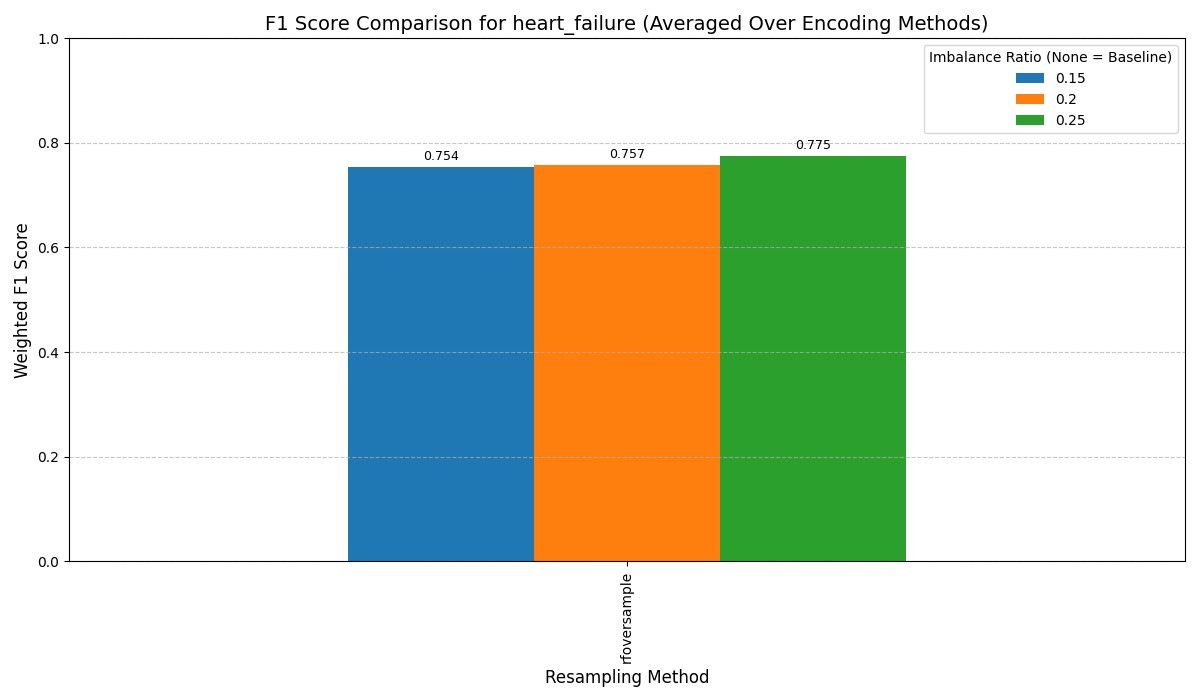 F1 Score Comparison for heart_failure (Averaged Over Encoding Methods)
Weighted F1 Score
1.0
0.8
0.6
0.4
0.2
0.0
Imbalance Ratio (None = Baseline)
0.15
0.2
0.25
0.754
0.757
0.775
rfoversample
Resampling Method